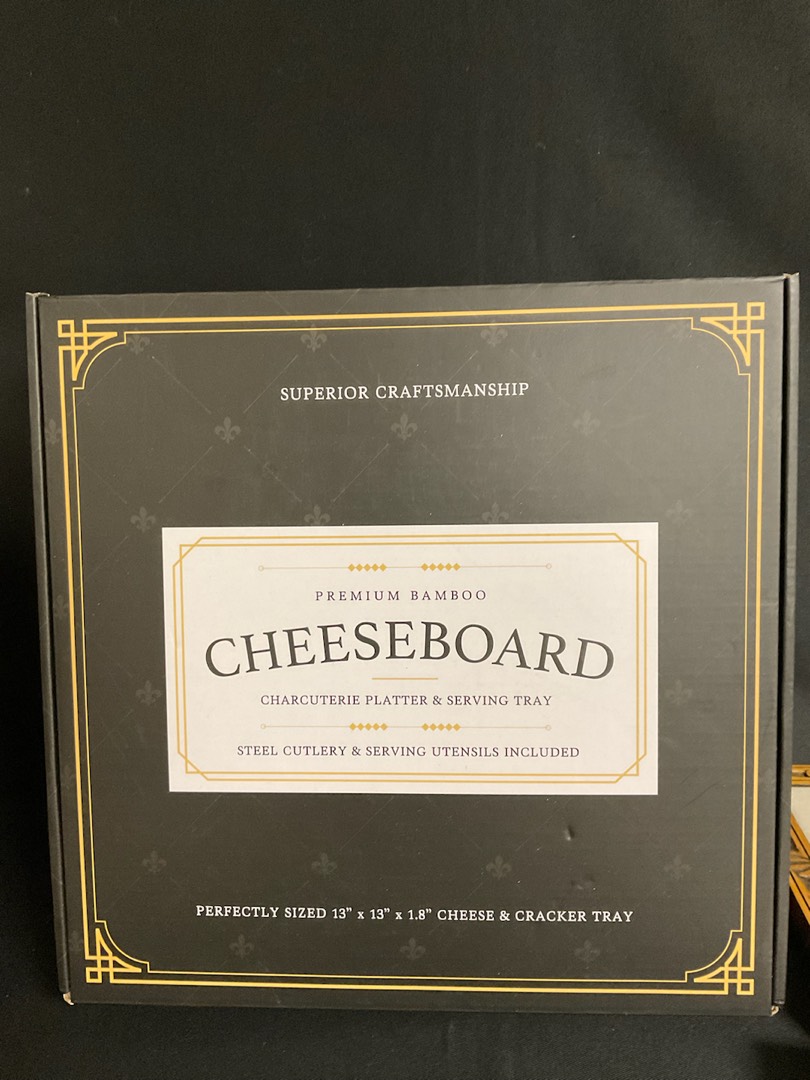 SUPERIOR CRAFTSMANSHIP
PREMIUM BAMBOO
CHEESEBOARD
CHARCUTERIE PLATTER & SERVING TRAY
STEEL CUTLERY & SERVING UTENSILS INCLUDED
PERFECTLY SIZED 13” x 13” x 1.8” CHEESE & CRACKER TRAY